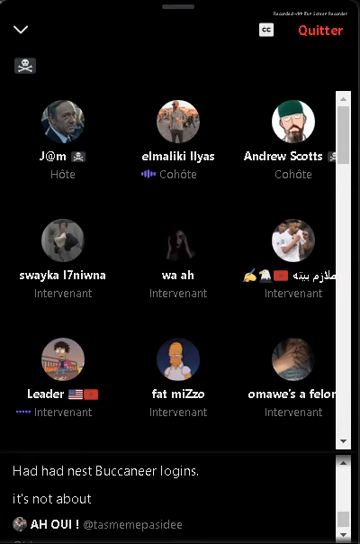 CC Quitter
J@m elmaliki Ilyas Andrew Scotts
Hôte Cohôte Cohôte
swayka l7niwna wa ah ملازم بيته
Intervenant Intervenant Intervenant
Leader fat miZzo omawe's a felon
Intervenant Intervenant Intervenant
Had had nest Buccaneer logins.
it's not about
AH OUI ! @tasmemepasidee